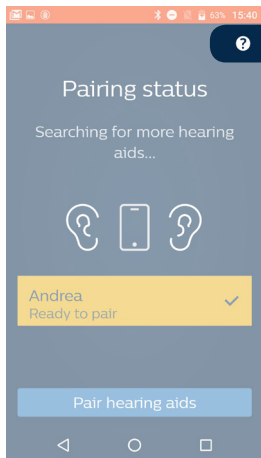 63% 15:40
?
Pairing status
Searching for more hearing
aids...
Andrea
Ready to pair
Pair hearing aids